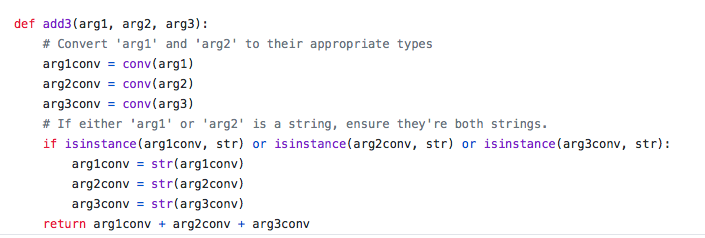 def add3(arg1, arg2, arg3):
    # Convert 'arg1' and 'arg2' to their appropriate types
    arg1conv = conv(arg1)
    arg2conv = conv(arg2)
    arg3conv = conv(arg3)
    # If either 'arg1' or 'arg2' is a string, ensure they're both strings.
    if isinstance(arg1conv, str) or isinstance(arg2conv, str) or isinstance(arg3conv, str):
        arg1conv = str(arg1conv)
        arg2conv = str(arg2conv)
        arg3conv = str(arg3conv)
    return arg1conv + arg2conv + arg3conv